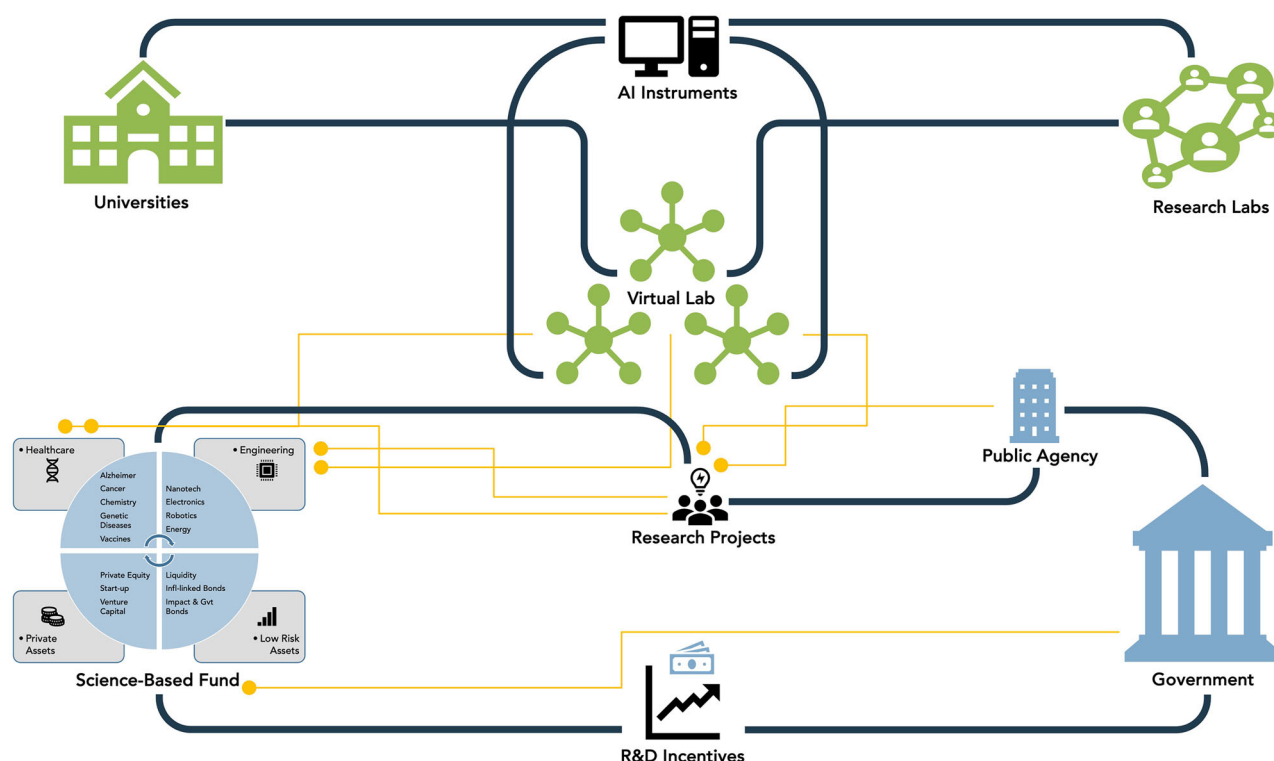 AI Instruments
Universities
Research Labs
Virtual Lab
Public Agency
• Healthcare
• Engineering
Alzheimer
Cancer
Chemistry
Genetic
Diseases
Vaccines
Nanotech
Electronics
Robotics
Energy
Research Projects
Private Equity
Start-up
Venture
Capital
Liquidity
Infl-linked Bonds
Impact & Gvt
Bonds
• Private
Assets
• Low Risk
Assets
Science-Based Fund
Government
R&D Incentives